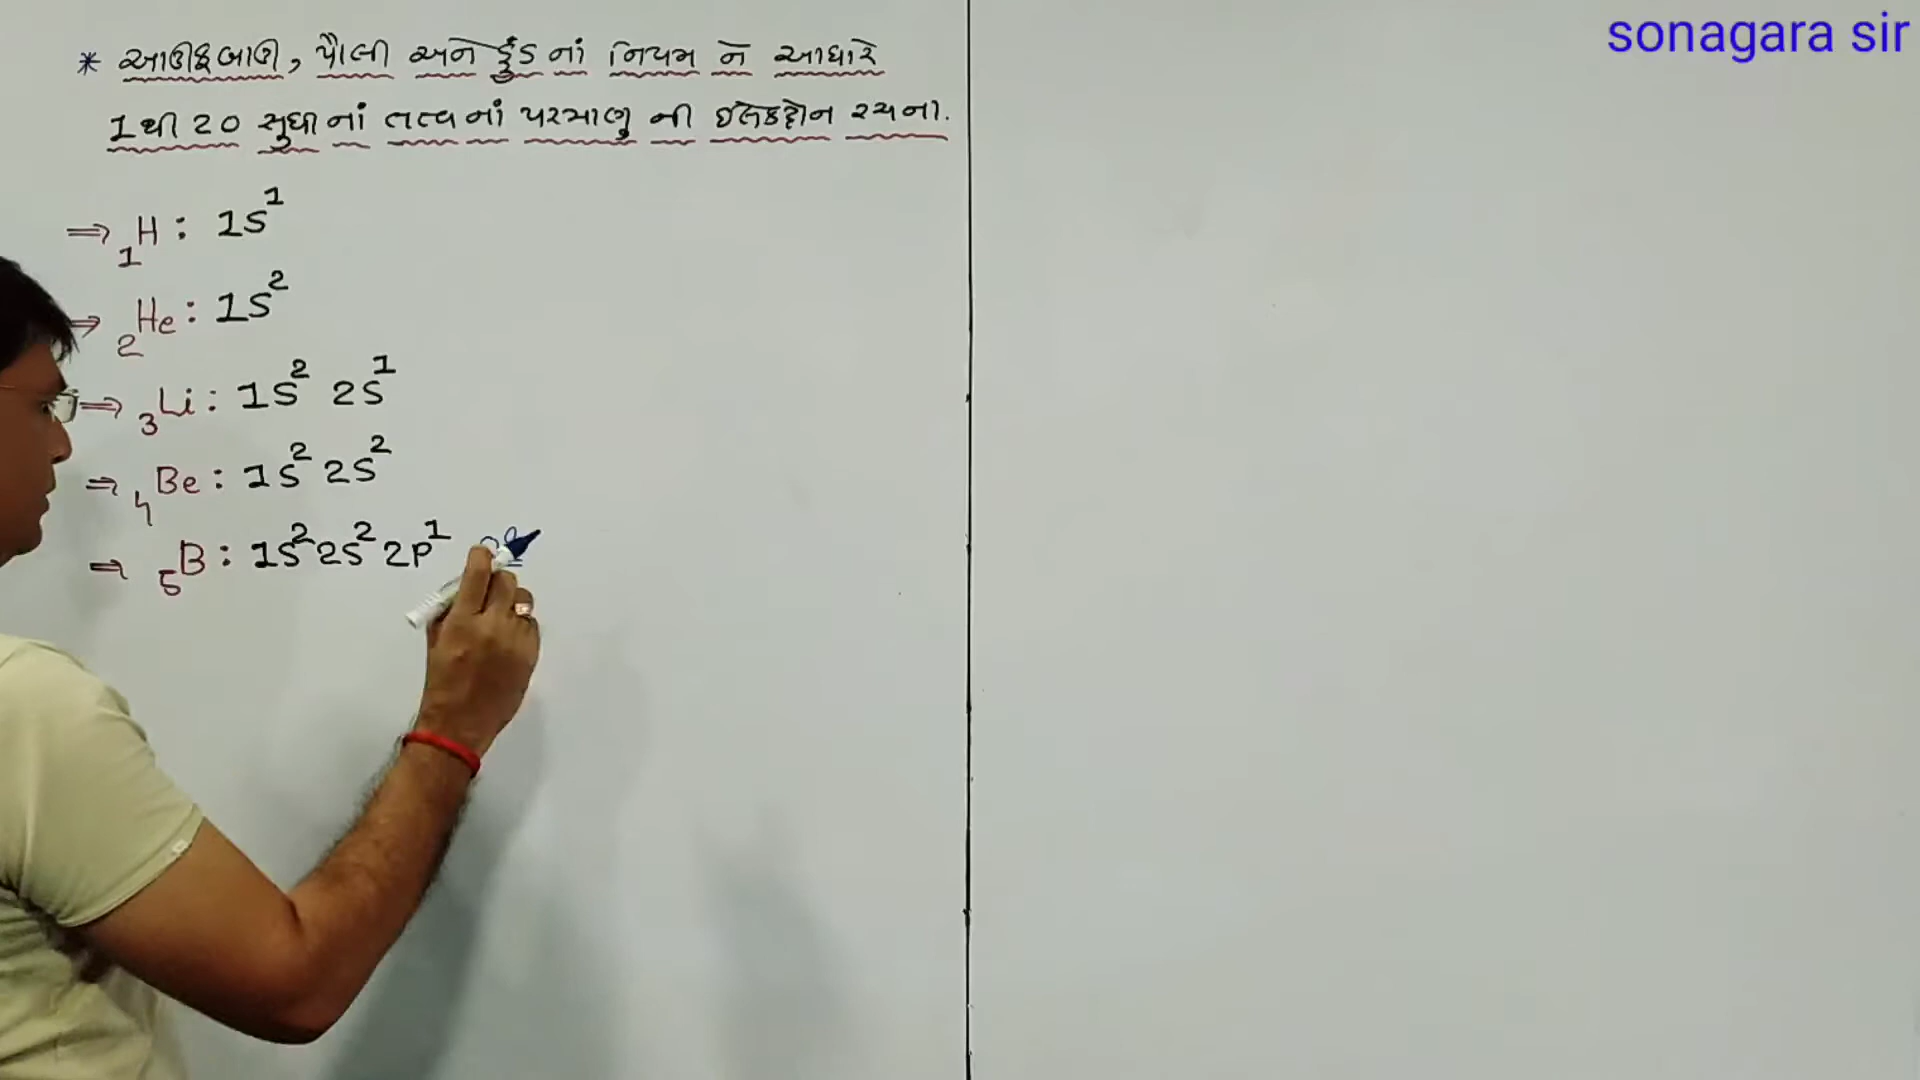 sonagara sir
* આઉફબાઉ, પૌલી અને હુંડ નાં નિયમ ને આધારે
1 થી 20 સુધી નાં તત્વ નાં પરમાણુ ની ઇલેકટ્રોન રચના.
⇒ ₁H : 1s¹
⇒ ₂He : 1s²
⇒ ₃Li : 1s² 2s¹
⇒ ₄Be : 1s² 2s²
⇒ ₅B : 1s² 2s² 2p¹